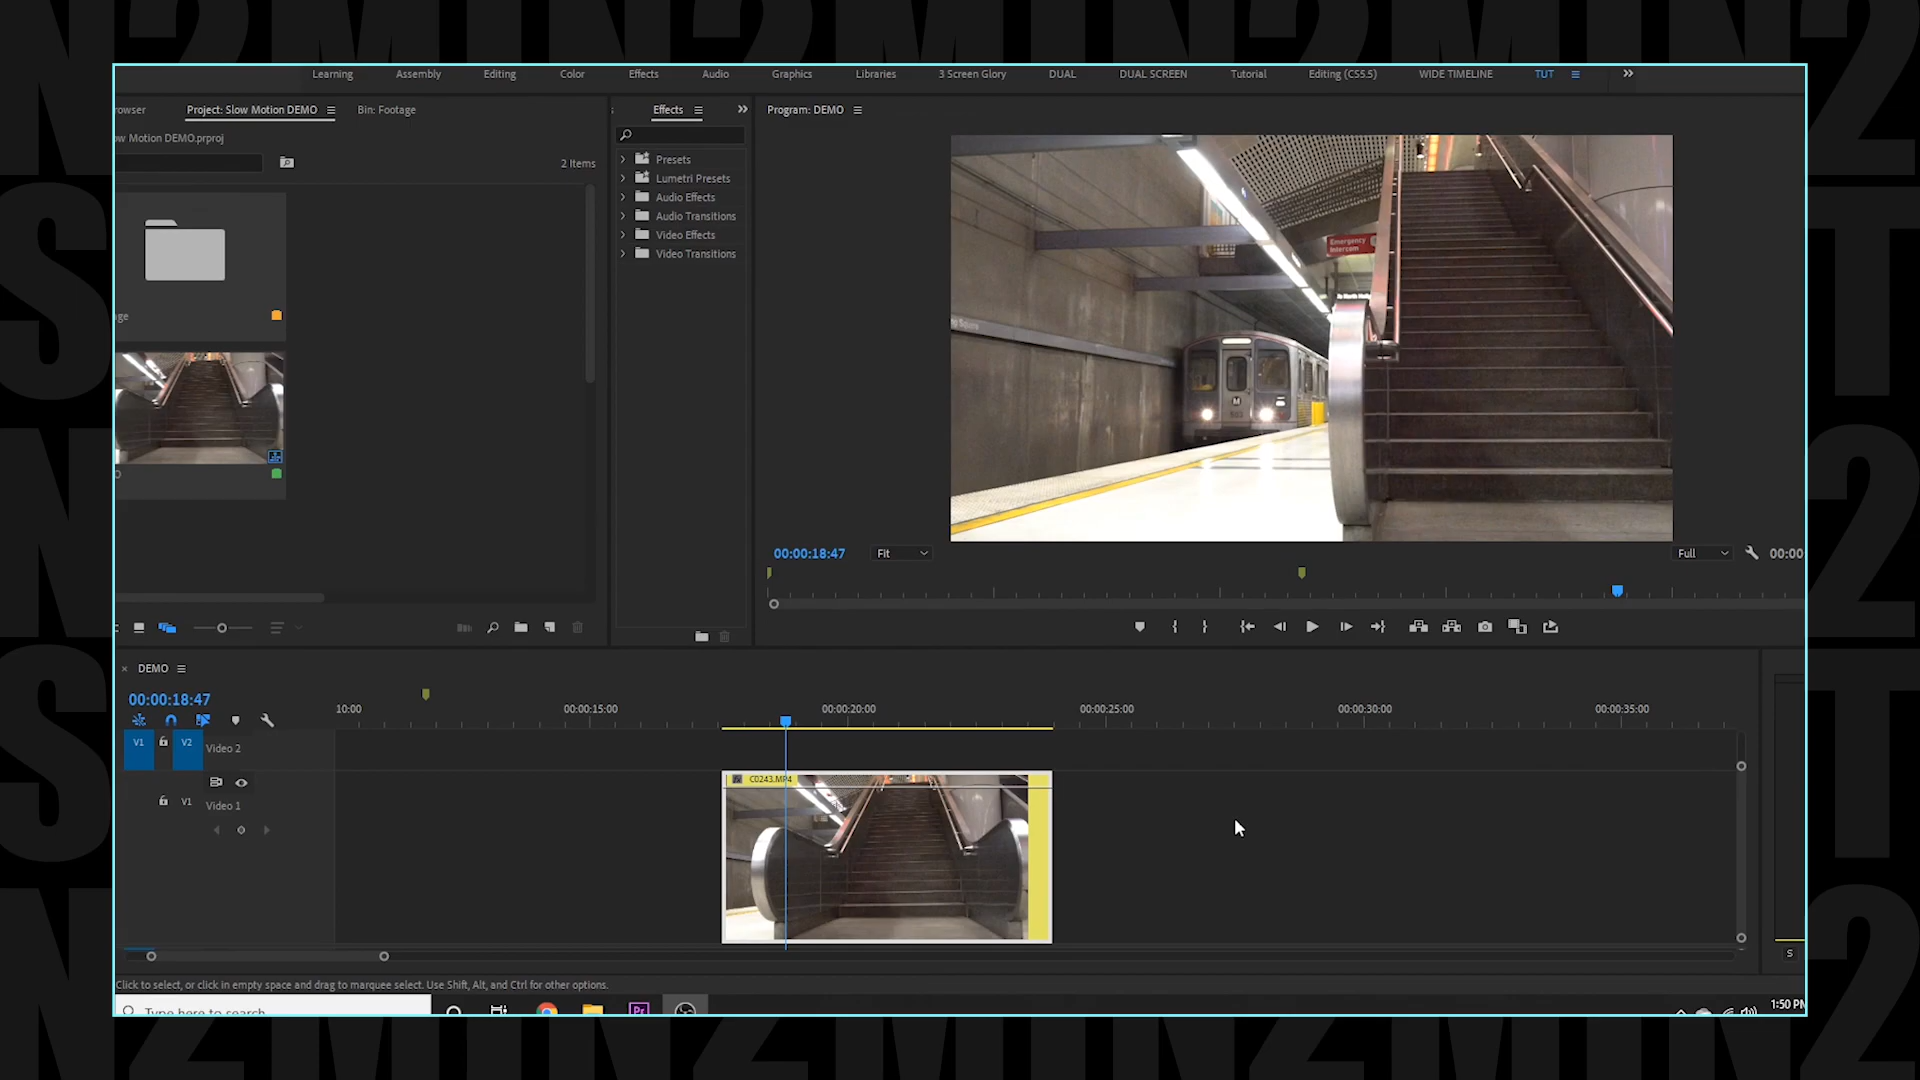 Learning Assembly Editing Color Effects Audio Graphics Libraries 3 Screen Glory DUAL DUAL SCREEN Tutorial Editing (CS5.5) WIDE TIMELINE TUT
rowser Project: Slow Motion DEMO Bin: Footage
Effects
Program: DEMO
ow Motion DEMO.prproj
2 Items
Presets
Lumetri Presets
Audio Effects
Audio Transitions
Video Effects
Video Transitions
ge
Emergency
Intercom
00:00:18:47 Fit Full 00:00
DEMO
00:00:18:47
10:00 00:00:15:00 00:00:20:00 00:00:25:00 00:00:30:00 00:00:35:00
V1 V2 Video 2
C0243.MP4
V1 Video 1
S
Click to select, or click in empty space and drag to marquee select. Use Shift, Alt, and Ctrl for other options.
Type here to search
Pr
1:50 PM